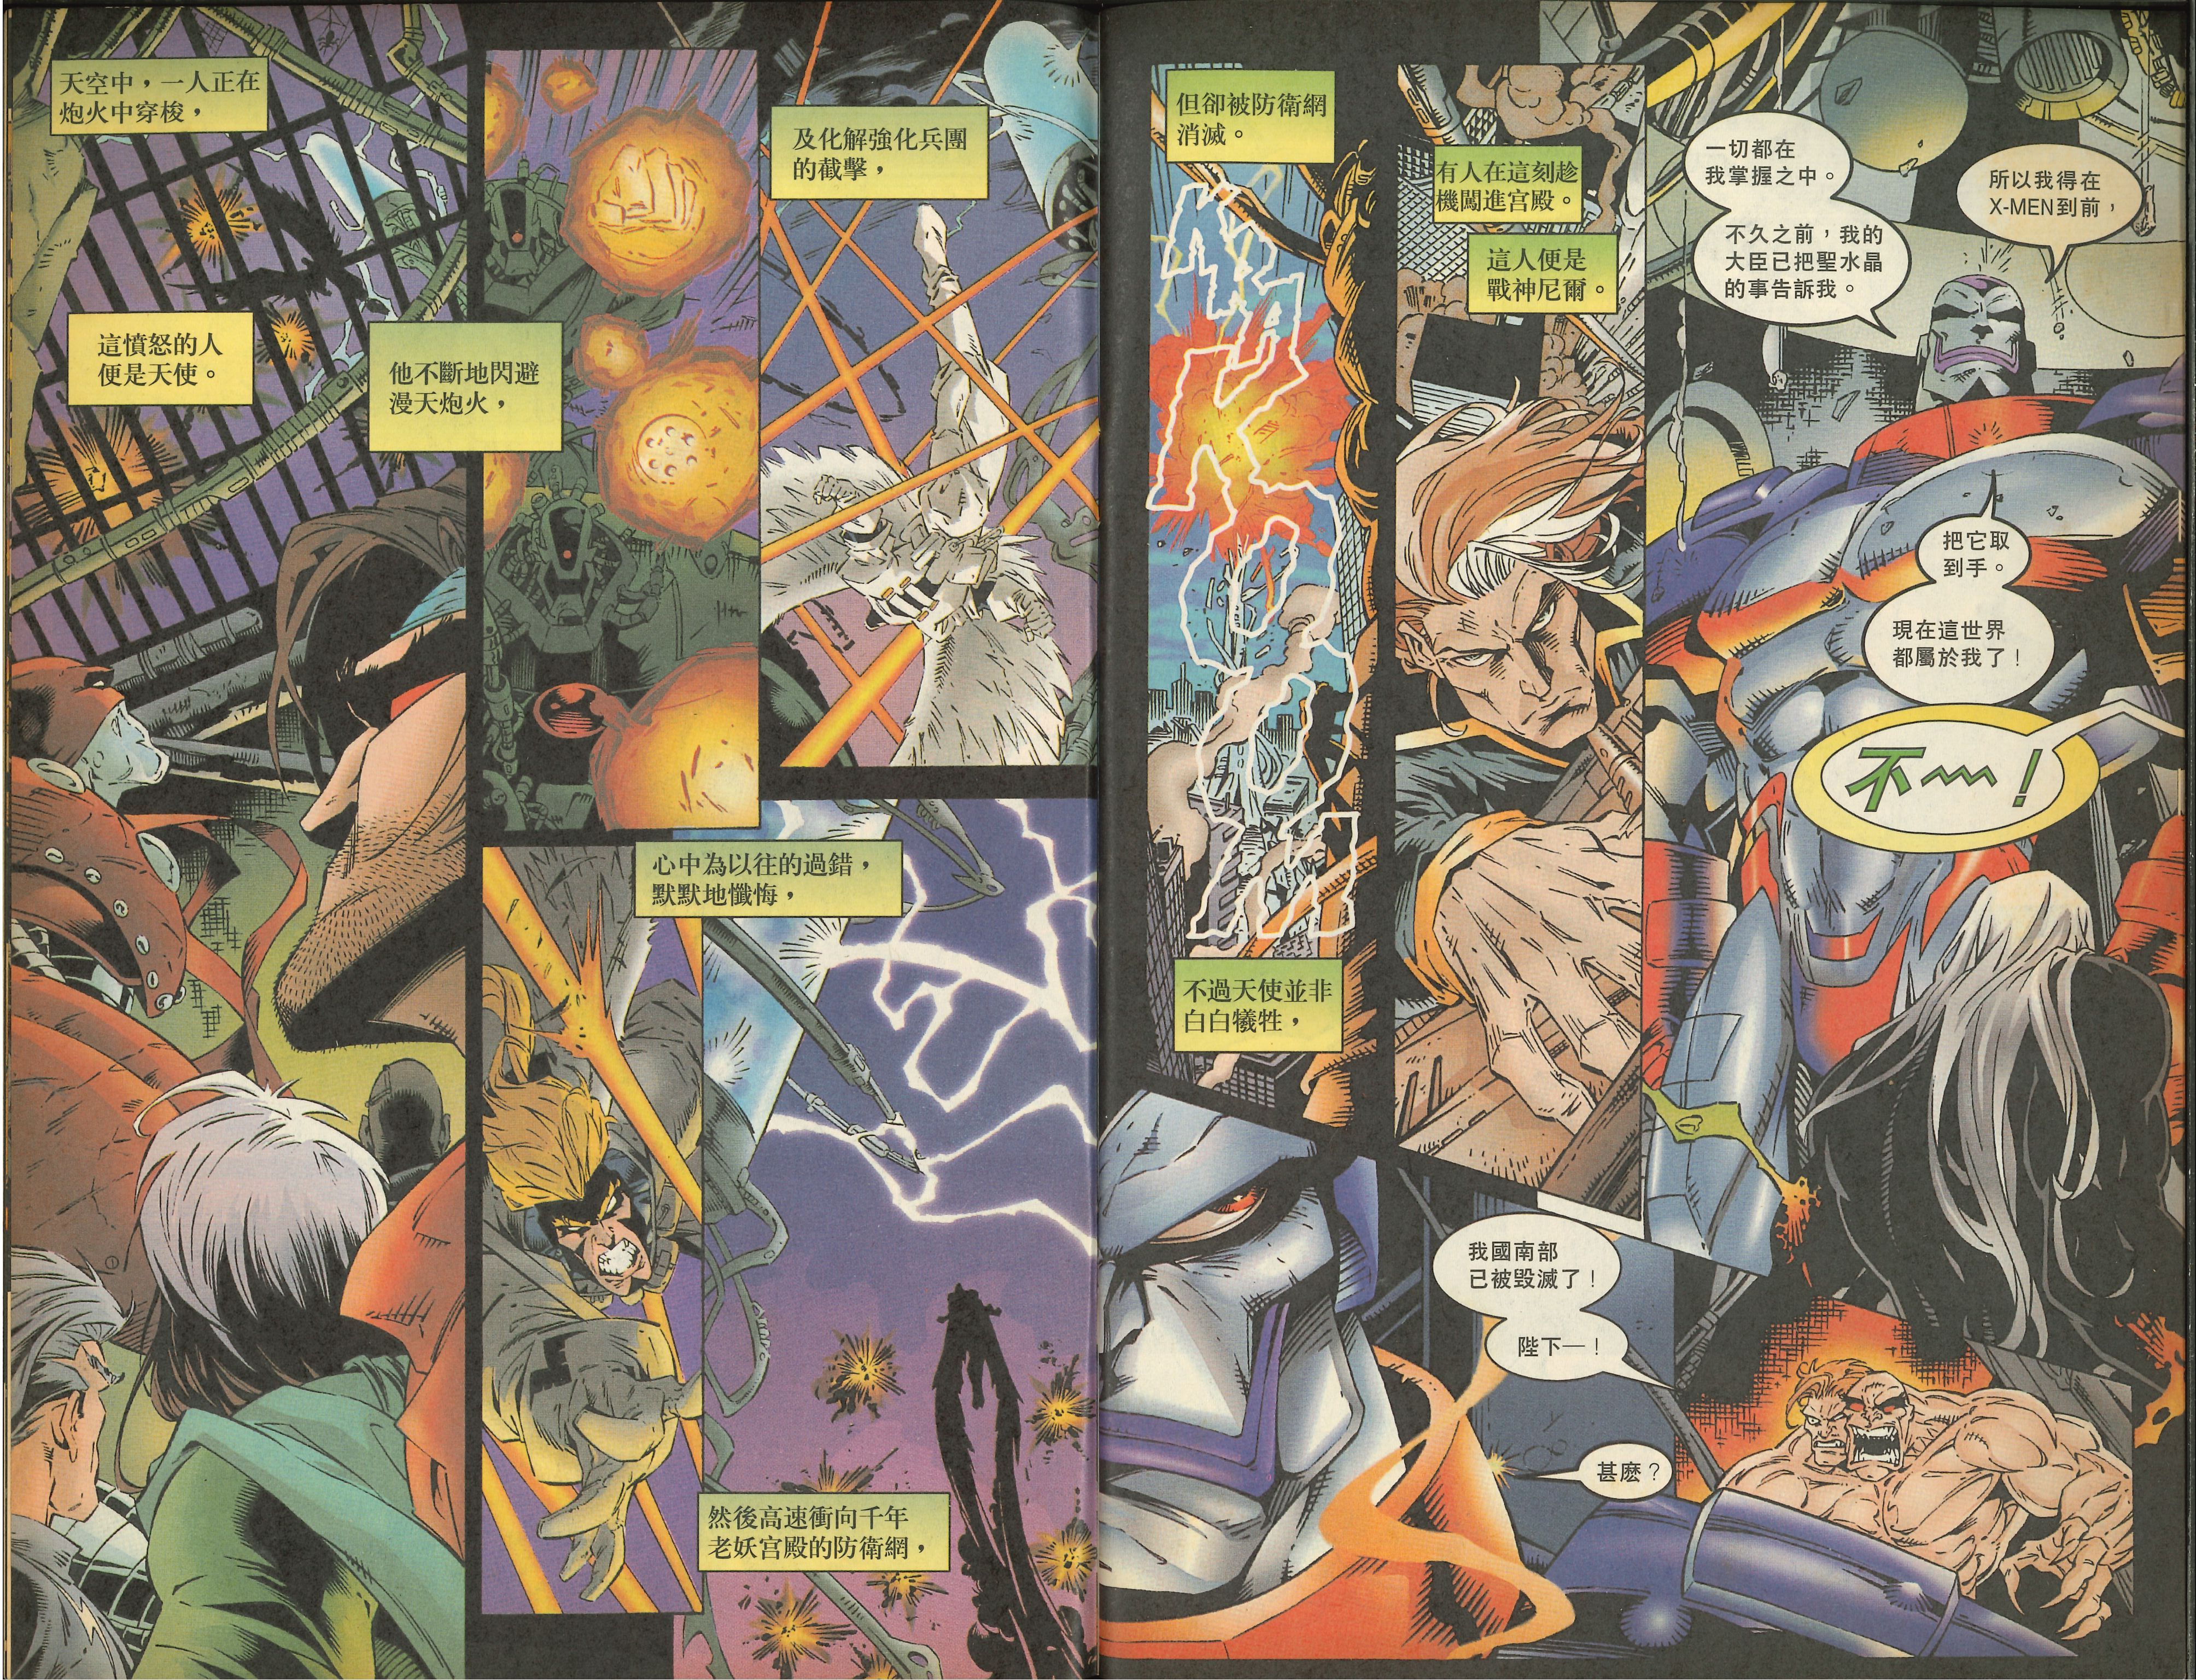 天空中，一人正在
炮火中穿梭，
這憤怒的人
便是天使。
他不斷地閃避
漫天炮火，
及化解強化兵團
的截擊，
心中為以往的過錯，
默默地懺悔，
然後高速衝向千年
老妖宮殿的防衛網，
但卻被防衛網
消滅。
不過天使並非
白白犧牲，
有人在這刻趁
機闖進宮殿。
這人便是
戰神尼爾。
一切都在
我掌握之中。
不久之前，我的
大臣已把聖水晶
的事告訴我。
所以我得在
X-MEN到前，
把它取
到手。
現在這世界
都屬於我了！
不！
我國南部
已被毀滅了！
陛下—！
甚麼？